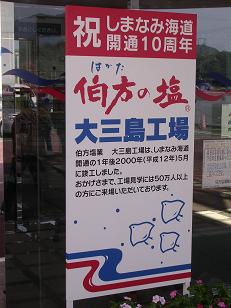 祝
しまなみ海道
開通10周年
はかた
伯方の塩®
大三島工場
伯方塩業 大三島工場は、しまなみ海道
開通の1年後2000年(平成12年)5月
に竣工しました。
おかげさまで、工場見学には50万人以上
の方にご来場いただいております。